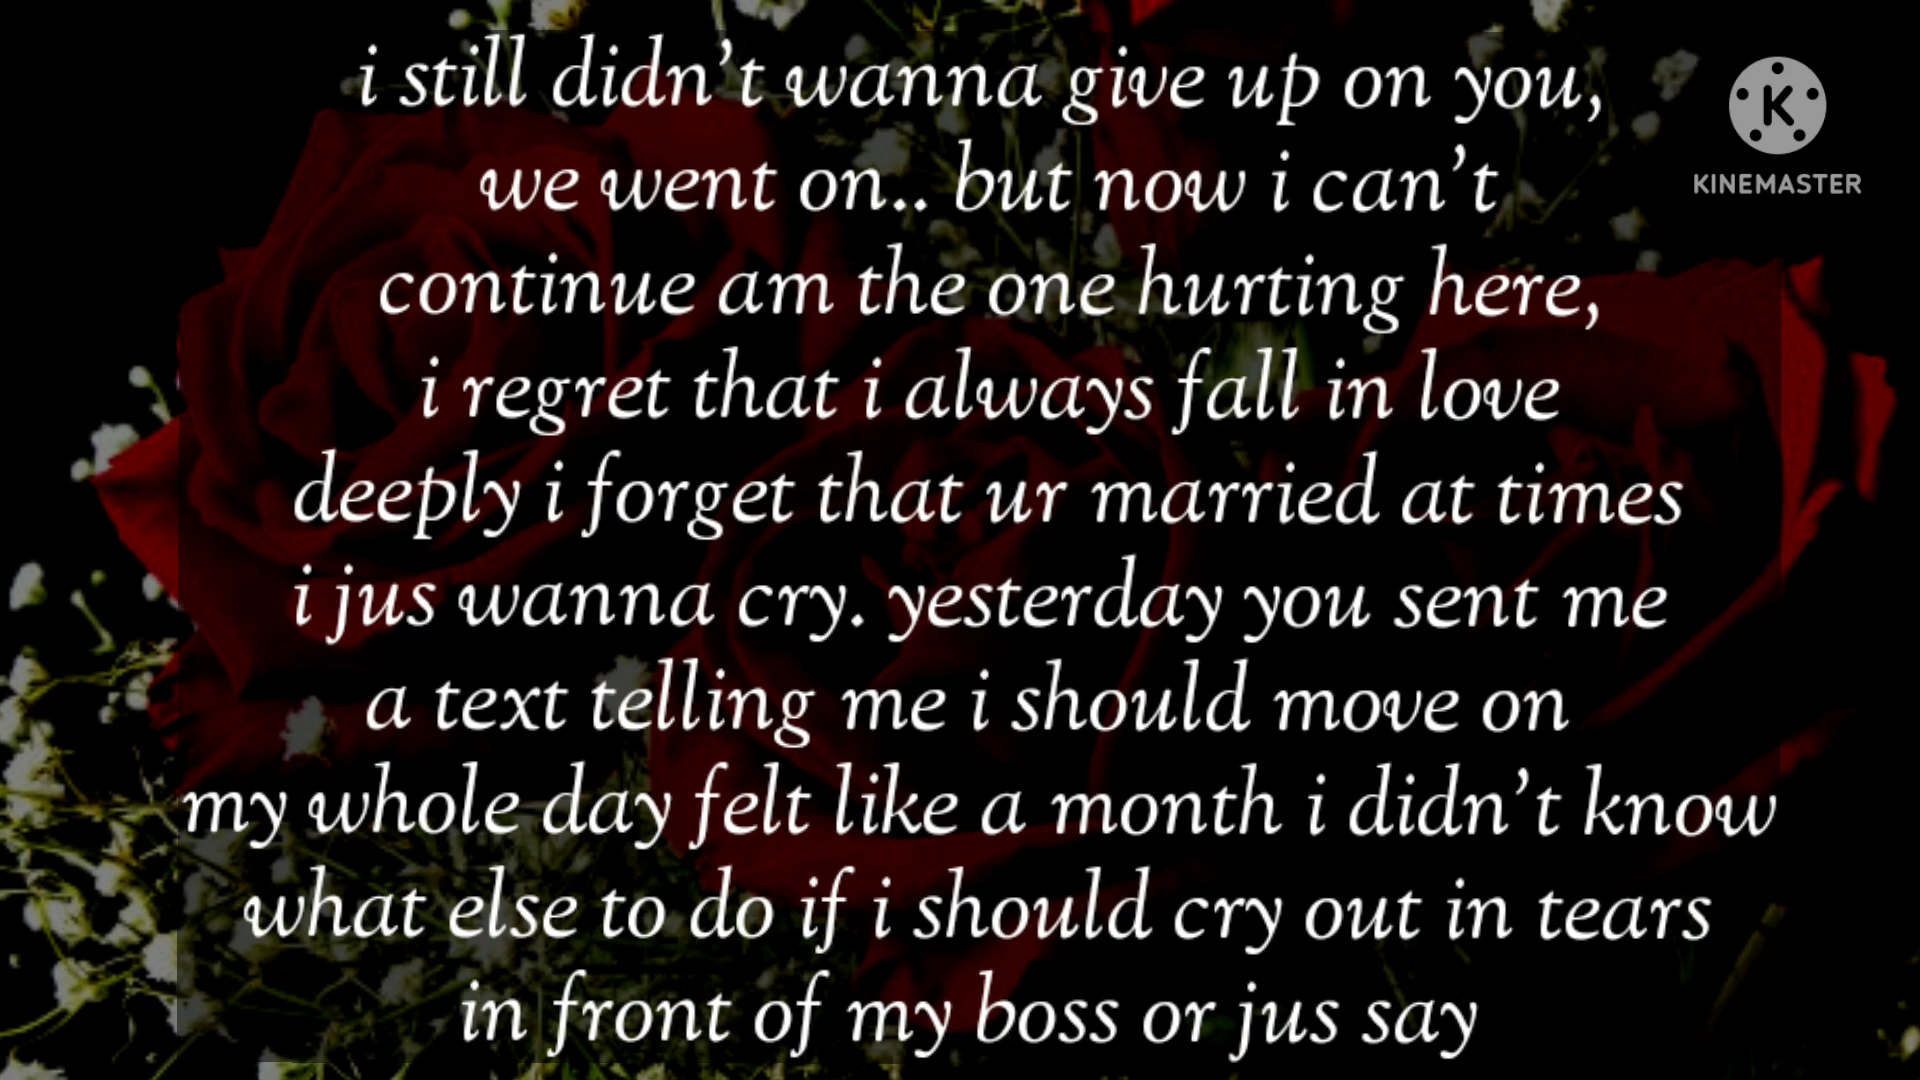 i still didn’t wanna give up on you,
we went on.. but now i can’t
continue am the one hurting here,
i regret that i always fall in love
deeply i forget that ur married at times
i jus wanna cry. yesterday you sent me
a text telling me i should move on
my whole day felt like a month i didn’t know
what else to do if i should cry out in tears
in front of my boss or jus say
K
KINEMASTER